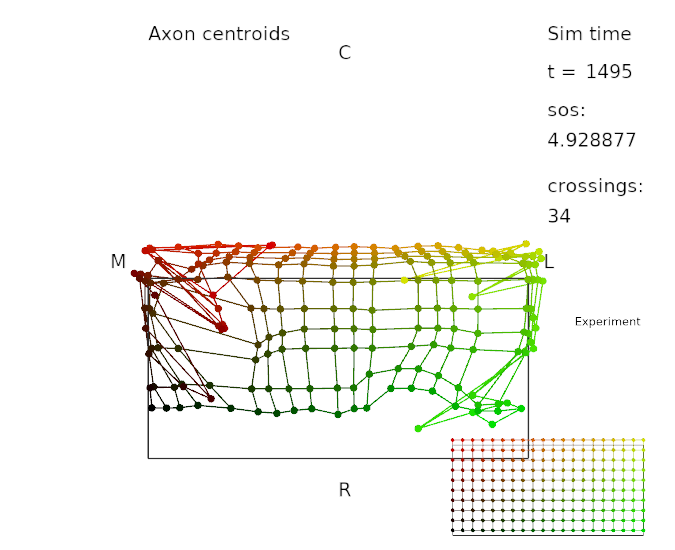 Axon centroids
C
Sim time
t = 1495
sos:
4.928877
crossings:
34
M
L
Experiment
R